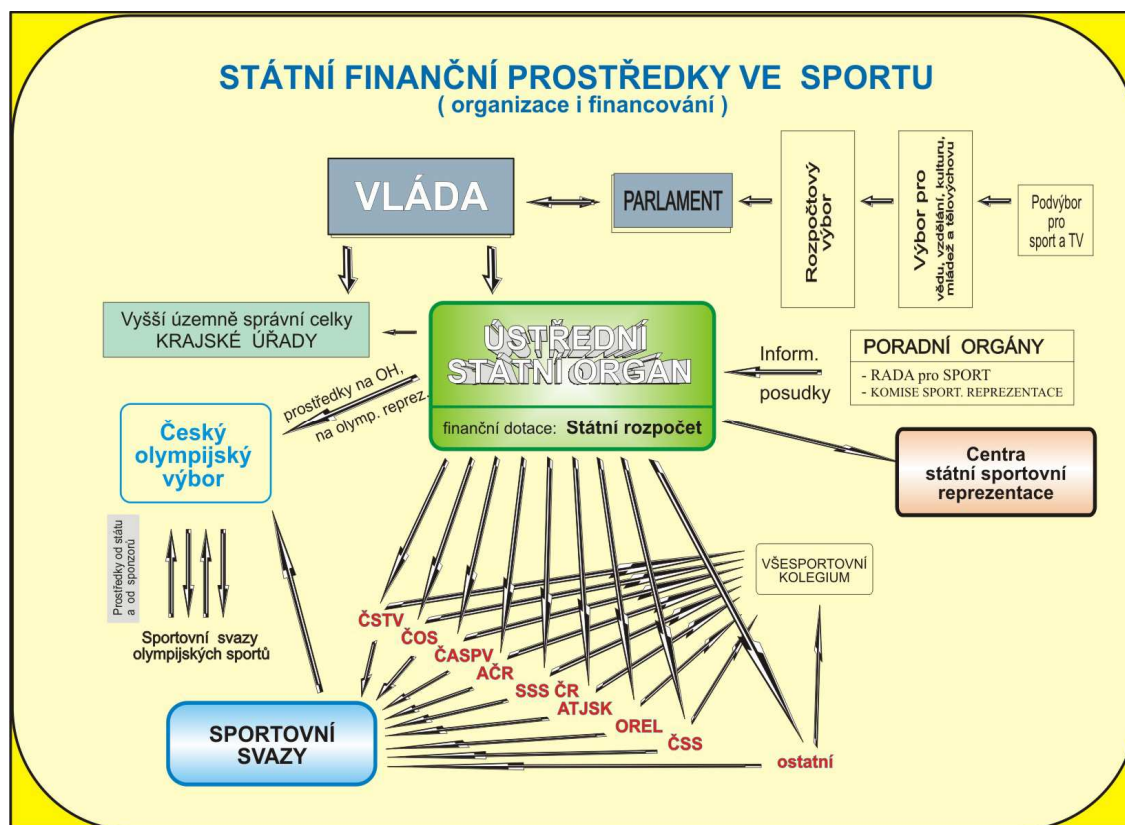 STÁTNÍ FINANČNÍ PROSTŘEDKY VE SPORTU
( organizace i financování )
VLÁDA
PARLAMENT
Rozpočtový
výbor
Výbor pro
vědu, vzdělání, kulturu,
mládež a tělovýchovu
Podvýbor
pro
sport a TV
Vyšší územně správní celky
KRAJSKÉ ÚŘADY
ÚSTŘEDNÍ
STÁTNÍ ORGÁN
finanční dotace: Státní rozpočet
Inform.
posudky
PORADNÍ ORGÁNY
- RADA pro SPORT
- KOMISE SPORT. REPREZENTACE
prostředky na OH,
na olymp. reprez.
Český
olympijský
výbor
Centra
státní sportovní
reprezentace
Prostředky od státu
a od sponzorů
Sportovní svazy
olympijských sportů
VŠESPORTOVNÍ
KOLEGIUM
ČSTV
ČOS
ČASPV
AČR
SSS ČR
ATJSK
OREL
ČSS
ostatní
SPORTOVNÍ
SVAZY